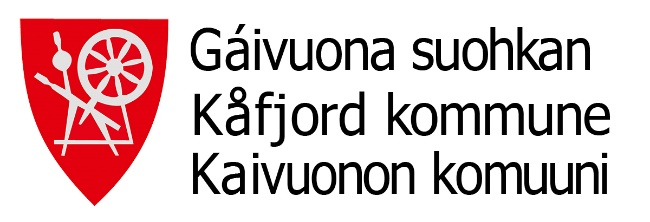 Gáivuona suohkan
Kåfjord kommune
Kaivuonon komuuni